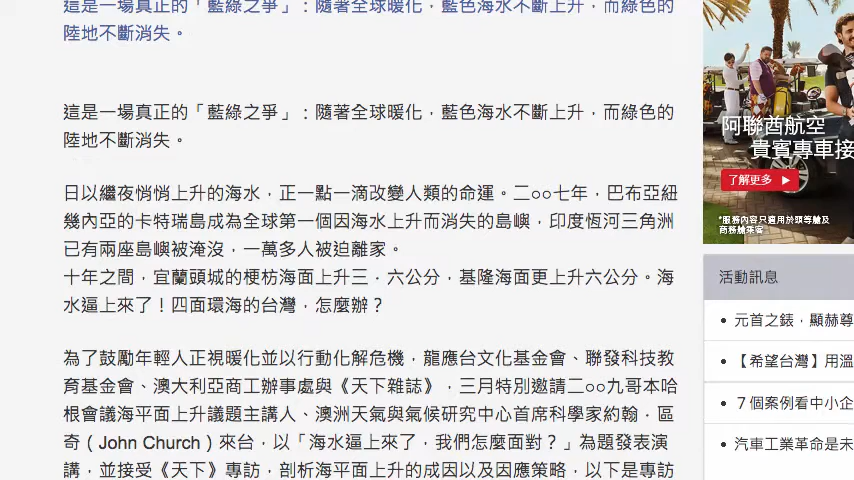 這是一場真正的「藍綠之爭」：隨著全球暖化，藍色海水不斷上升，而綠色的
陸地不斷消失。
這是一場真正的「藍綠之爭」：隨著全球暖化，藍色海水不斷上升，而綠色的
陸地不斷消失。
日以繼夜悄悄上升的海水，正一點一滴改變人類的命運。二○○七年，巴布亞紐
幾內亞的卡特瑞島成為全球第一個因海水上升而消失的島嶼，印度恆河三角洲
已有兩座島嶼被淹沒，一萬多人被迫離家。
十年之間，宜蘭頭城的梗枋海面上升三．六公分，基隆海面更上升六公分。海
水逼上來了！四面環海的台灣，怎麼辦？
為了鼓勵年輕人正視暖化並以行動化解危機，龍應台文化基金會、聯發科技教
育基金會、澳大利亞商工辦事處與《天下雜誌》，三月特別邀請二○○九哥本哈
根會議海平面上升議題主講人、澳洲天氣與氣候研究中心首席科學家約翰．區
奇（John Church）來台，以「海水逼上來了，我們怎麼面對？」為題發表演
講，並接受《天下》專訪，剖析海平面上升的成因以及因應策略，以下是專訪
阿聯酋航空
貴賓專車接
了解更多
*服務內容只適用於頭等艙及
商務艙乘客
活動訊息
元首之錶．顯赫尊
【希望台灣】用溫
７個案例看中小企
汽車工業革命是未